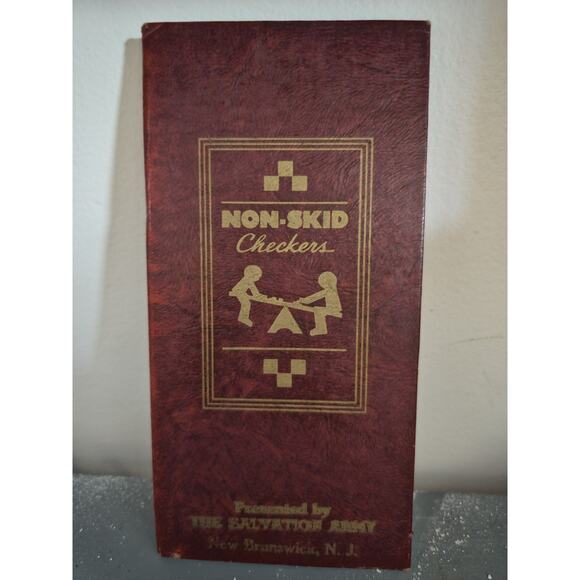 NON-SKID
Checkers
Presented by
THE SALVATION ARMY
New Brunswick, N. J.